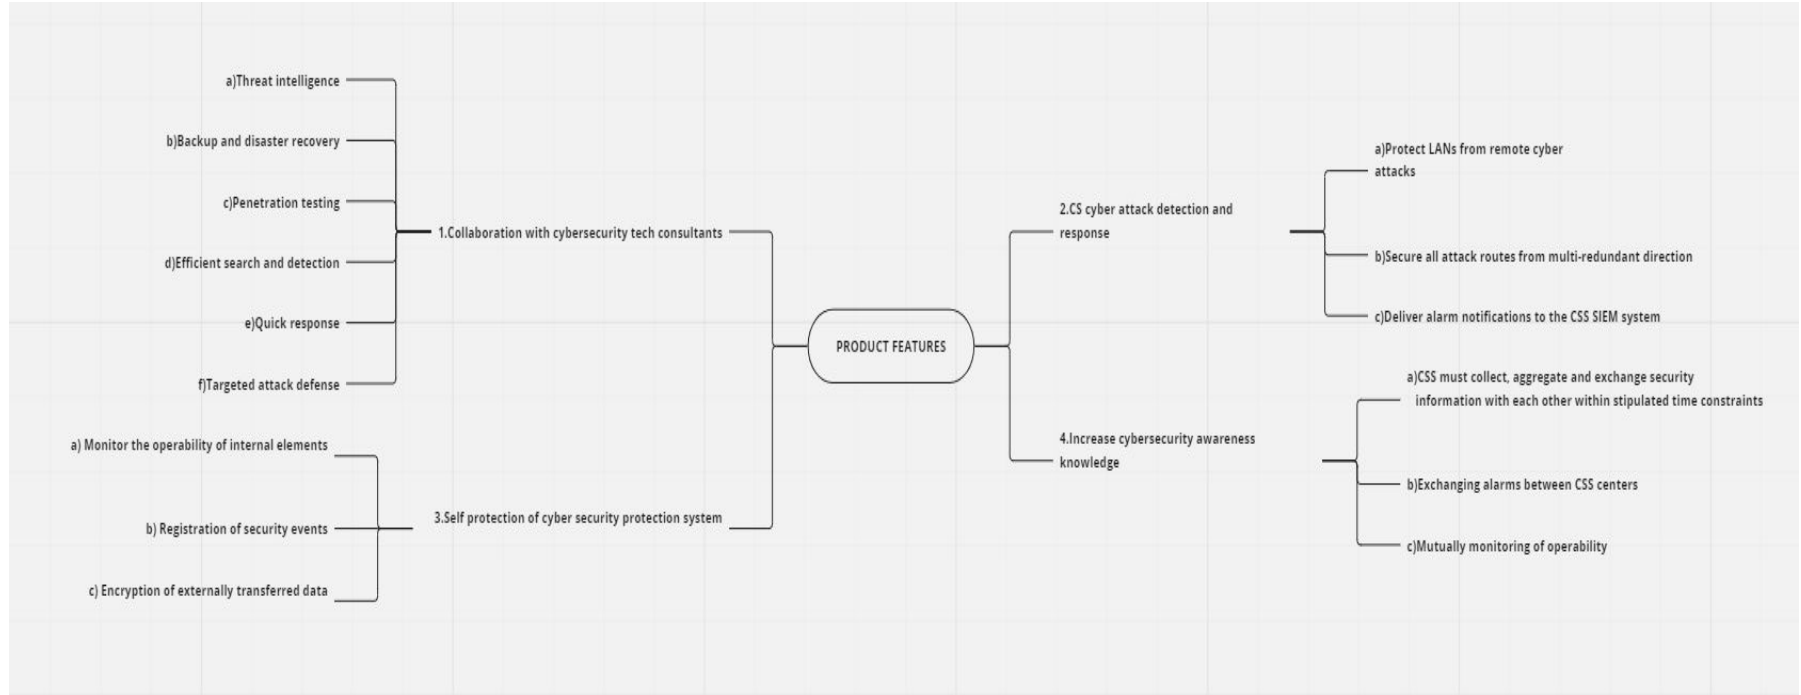 PRODUCT FEATURES
1.Collaboration with cybersecurity tech consultants
a)Threat intelligence
b)Backup and disaster recovery
c)Penetration testing
d)Efficient search and detection
e)Quick response
f)Targeted attack defense
2.CS cyber attack detection and
response
a)Protect LANs from remote cyber
attacks
b)Secure all attack routes from multi-redundant direction
c)Deliver alarm notifications to the CSS SIEM system
3.Self protection of cyber security protection system
a) Monitor the operability of internal elements
b) Registration of security events
c) Encryption of externally transferred data
4.Increase cybersecurity awareness
knowledge
a)CSS must collect, aggregate and exchange security
information with each other within stipulated time constraints
b)Exchanging alarms between CSS centers
c)Mutually monitoring of operability